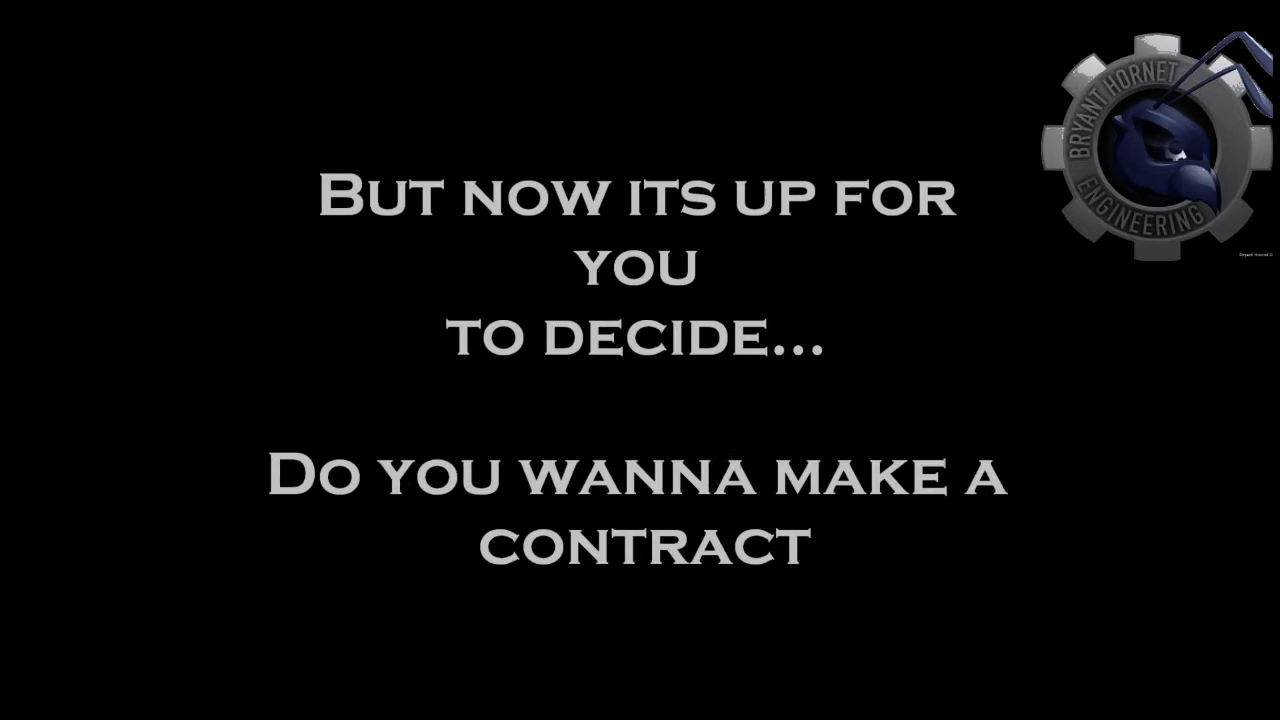 BRYANT HORNET
ENGINEERING
BUT NOW ITS UP FOR
YOU
TO DECIDE...
DO YOU WANNA MAKE A
CONTRACT